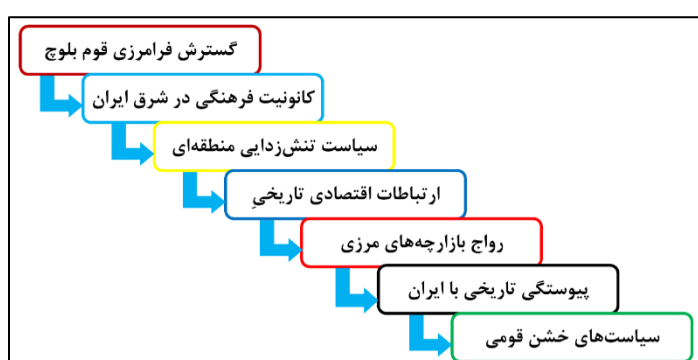 گسترش فرامرزی قوم بلوچ
کانونیت فرهنگی در شرق ایران
سیاست تنش‌زدایی منطقه‌ای
ارتباطات اقتصادی تاریخیِ
رواج بازارچه‌های مرزی
پیوستگی تاریخی با ایران
سیاست‌های خشن قومی